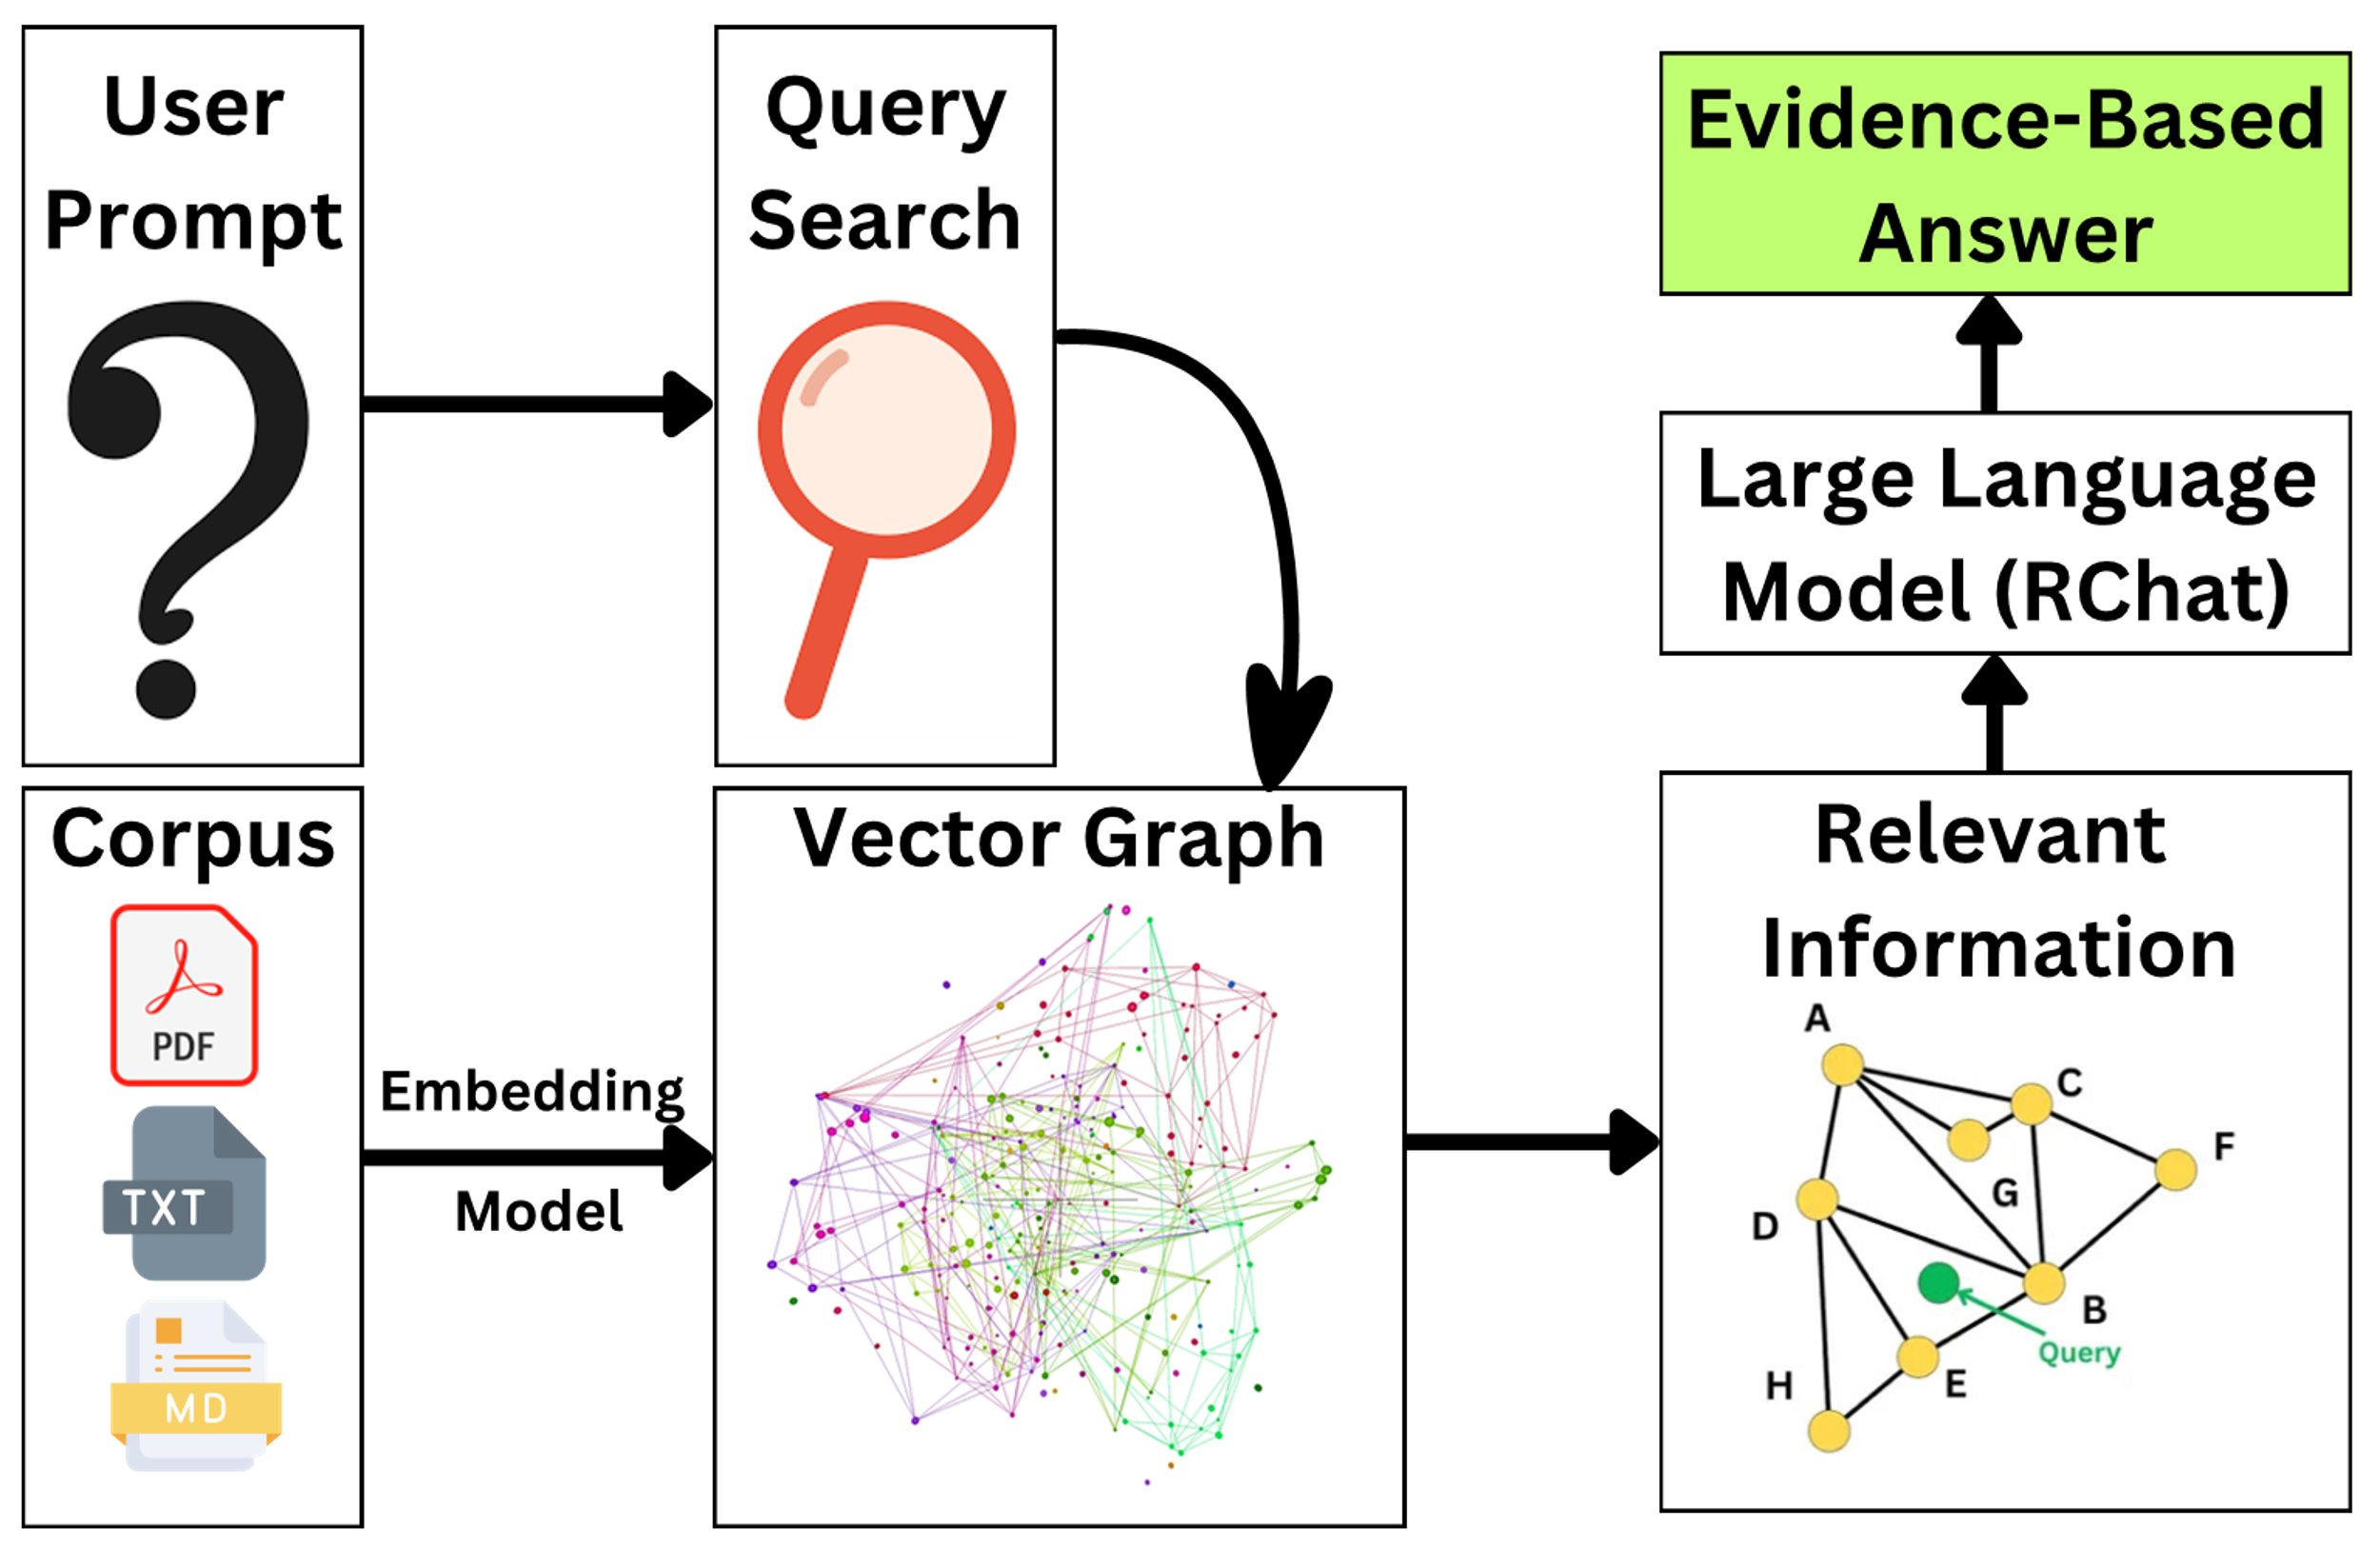 User
Prompt
Query
Search
Evidence-Based
Answer
Large Language
Model (RChat)
Corpus
PDF
TXT
MD
Embedding
Model
Vector Graph
Relevant
Information
A
C
F
G
D
B
Query
E
H